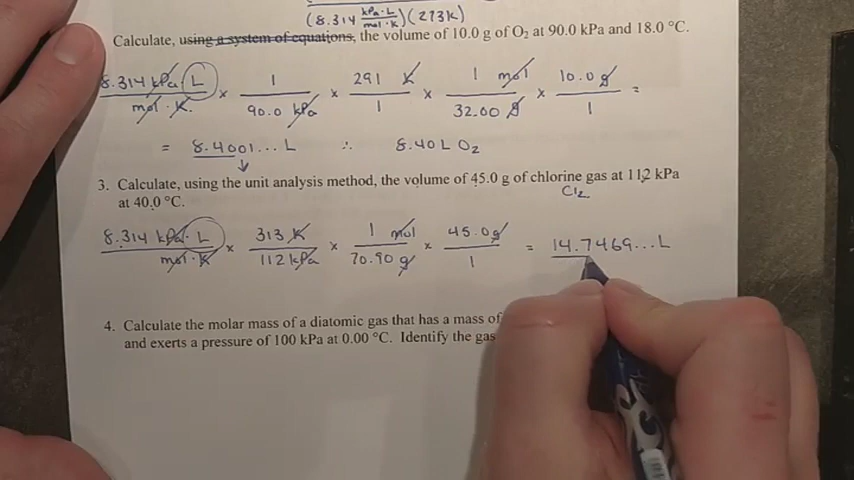 (8.314 kPa·L/mol·K)(273K)
Calculate, using a system of equations, the volume of 10.0 g of O2 at 90.0 kPa and 18.0 °C.
8.314 kPa·L/mol·K. × 1/90.0 kPa × 291 K/1 × 1 mol/32.00 g × 10.0 g/1 =
= 8.4001... L ∴ 8.40 L O2
3. Calculate, using the unit analysis method, the volume of 45.0 g of chlorine gas at 112 kPa
Cl2
at 40.0 °C.
8.314 kPa·L/mol·K × 313 K/112 kPa × 1 mol/70.90 g × 45.0 g/1 = 14.7469... L
4. Calculate the molar mass of a diatomic gas that has a mass of
and exerts a pressure of 100 kPa at 0.00 °C. Identify the gas